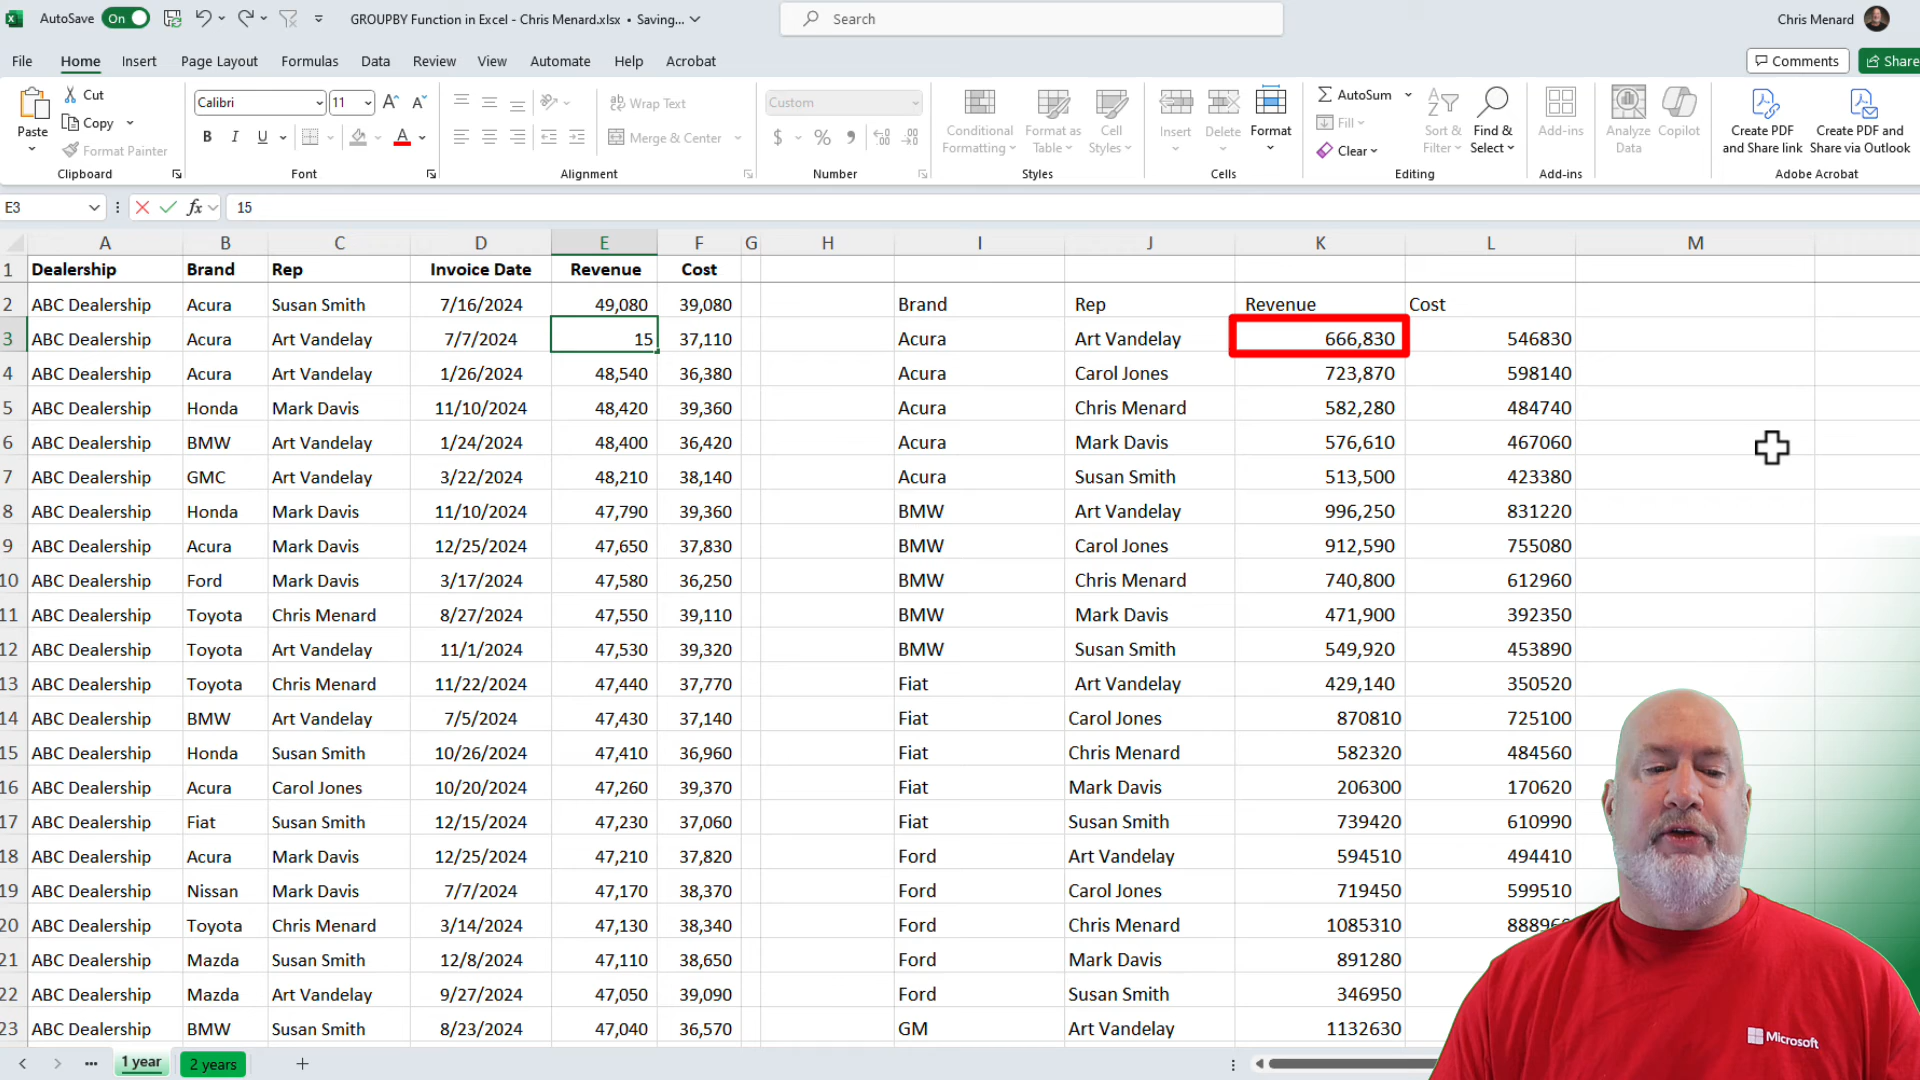 AutoSave On GROUPBY Function in Excel - Chris Menard.xlsx • Saving... Search Chris Menard
File Home Insert Page Layout Formulas Data Review View Automate Help Acrobat Comments Share
Paste Cut Copy Format Painter Clipboard
Calibri 11 B I U A Font
Wrap Text Merge & Center Alignment
Custom $ % Number
Conditional Formatting Format as Table Cell Styles Styles
Insert Delete Format Cells
AutoSum Fill Clear Sort & Filter Find & Select Editing
Add-ins Add-ins
Analyze Data Copilot
Create PDF and Share link Create PDF and Share via Outlook Adobe Acrobat
E3 fx 15
A B C D E F G H I J K L M
1 Dealership Brand Rep Invoice Date Revenue Cost
2 ABC Dealership Acura Susan Smith 7/16/2024 49,080 39,080 Brand Rep Revenue Cost
3 ABC Dealership Acura Art Vandelay 7/7/2024 15 37,110 Acura Art Vandelay 666,830 546830
4 ABC Dealership Acura Art Vandelay 1/26/2024 48,540 36,380 Acura Carol Jones 723,870 598140
5 ABC Dealership Honda Mark Davis 11/10/2024 48,420 39,360 Acura Chris Menard 582,280 484740
6 ABC Dealership BMW Art Vandelay 1/24/2024 48,400 36,420 Acura Mark Davis 576,610 467060
7 ABC Dealership GMC Art Vandelay 3/22/2024 48,210 38,140 Acura Susan Smith 513,500 423380
8 ABC Dealership Honda Mark Davis 11/10/2024 47,790 39,360 BMW Art Vandelay 996,250 831220
9 ABC Dealership Acura Mark Davis 12/25/2024 47,650 37,830 BMW Carol Jones 912,590 755080
10 ABC Dealership Ford Mark Davis 3/17/2024 47,580 36,250 BMW Chris Menard 740,800 612960
11 ABC Dealership Toyota Chris Menard 8/27/2024 47,550 39,110 BMW Mark Davis 471,900 392350
12 ABC Dealership Toyota Art Vandelay 11/1/2024 47,530 39,320 BMW Susan Smith 549,920 453890
13 ABC Dealership Toyota Chris Menard 11/22/2024 47,440 37,770 Fiat Art Vandelay 429,140 350520
14 ABC Dealership BMW Art Vandelay 7/5/2024 47,430 37,140 Fiat Carol Jones 870810 725100
15 ABC Dealership Honda Susan Smith 10/26/2024 47,410 36,960 Fiat Chris Menard 582320 484560
16 ABC Dealership Acura Carol Jones 10/20/2024 47,260 39,370 Fiat Mark Davis 206300 170620
17 ABC Dealership Fiat Susan Smith 12/15/2024 47,230 37,060 Fiat Susan Smith 739420 610990
18 ABC Dealership Acura Mark Davis 12/25/2024 47,210 37,820 Ford Art Vandelay 594510 494410
19 ABC Dealership Nissan Mark Davis 7/7/2024 47,170 38,370 Ford Carol Jones 719450 599510
20 ABC Dealership Toyota Chris Menard 3/14/2024 47,130 38,340 Ford Chris Menard 1085310
21 ABC Dealership Mazda Susan Smith 12/8/2024 47,110 38,650 Ford Mark Davis 891280
22 ABC Dealership Mazda Art Vandelay 9/27/2024 47,050 39,090 Ford Susan Smith 346950
23 ABC Dealership BMW Susan Smith 8/23/2024 47,040 36,570 GM Art Vandelay 1132630
Microsoft
1 year 2 years